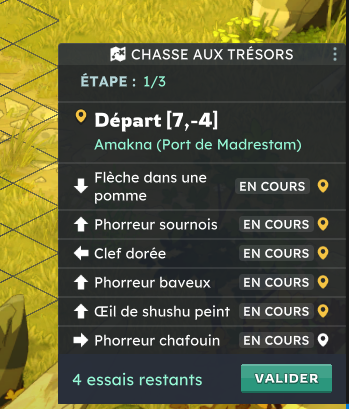 CHASSE AUX TRÉSORS
ÉTAPE : 1/3
Départ [7,-4]
Amakna (Port de Madrestam)
Flèche dans une
pomme
EN COURS
Phorreur sournois EN COURS
Clef dorée EN COURS
Phorreur baveux EN COURS
Œil de shushu peint EN COURS
Phorreur chafouin EN COURS
4 essais restants VALIDER